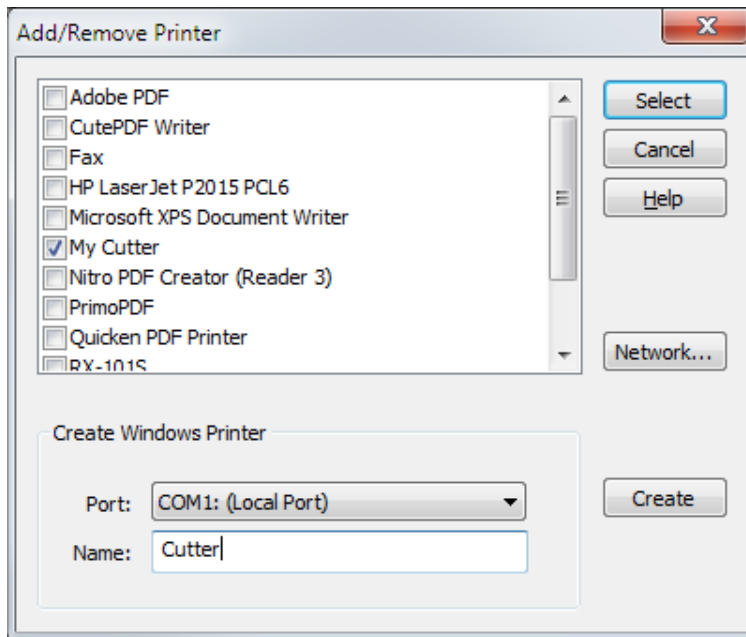 Add/Remove Printer
Adobe PDF
CutePDF Writer
Fax
HP LaserJet P2015 PCL6
Microsoft XPS Document Writer
My Cutter
Nitro PDF Creator (Reader 3)
PrimoPDF
Quicken PDF Printer
RX-101S
Select
Cancel
Help
Network...
Create Windows Printer
Port: COM1: (Local Port)
Name: Cutter
Create